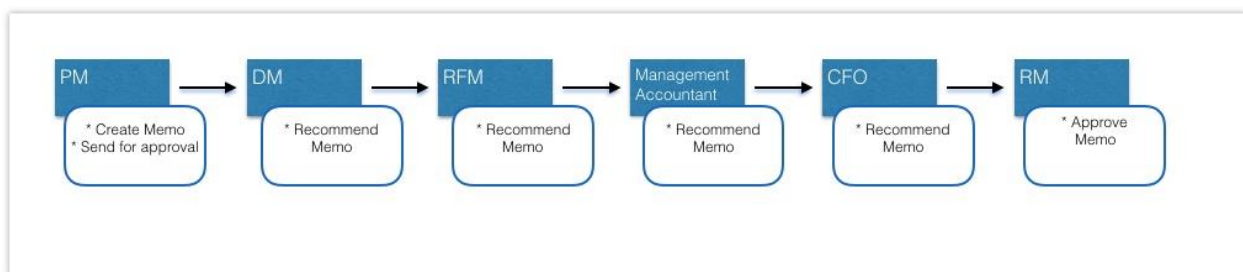 PM
* Create Memo
* Send for approval
DM
* Recommend
Memo
RFM
* Recommend
Memo
Management
Accountant
* Recommend
Memo
CFO
* Recommend
Memo
RM
* Approve
Memo